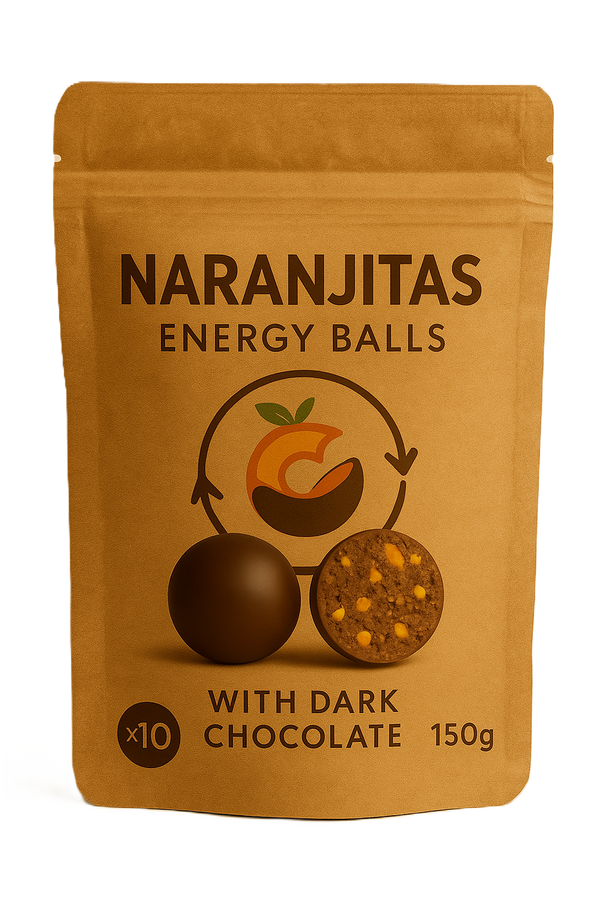 NARANJITAS
ENERGY BALLS
WITH DARK
CHOCOLATE
x10
150g